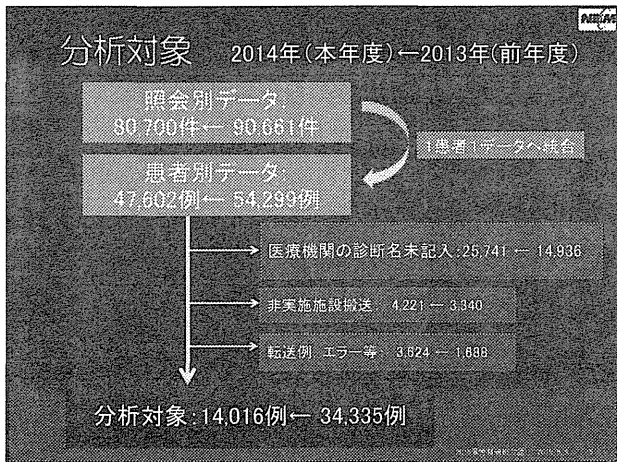 分析対象 2014年(本年度)←2013年(前年度)
照会別データ:
80,700件← 90,661件
1患者1データへ統合
患者別データ:
47,602例← 54,299例
医療機関の診断名未記入:25,741 ← 14,936
非実施施設搬送: 4,221 ← 3,340
転送例 エラー等: 3,624 ← 1,688
分析対象:14,016例← 34,335例